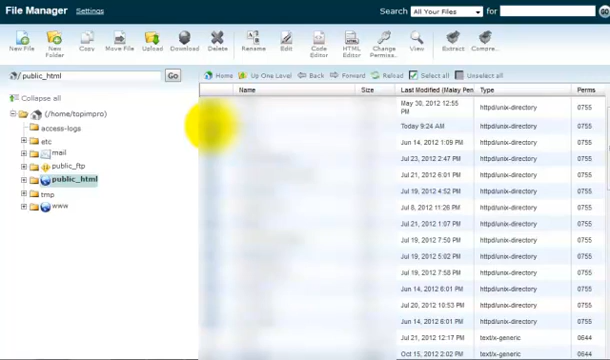 File Manager Settings Search All Your Files for Go
New File New Folder Copy Move File Upload Download Delete Rename Edit Code Editor HTML Editor Change Permiss.. View Extract Compre..
/public_html Go Home Up One Level Back Forward Reload Select all Unselect all
Collapse all
(/home/topimpro)
access-logs
etc
mail
public_ftp
public_html
tmp
www
Name Size Last Modified (Malay Pen Type Perms
May 30, 2012 12:55 PM httpd/unix-directory 0755
Today 9:24 AM httpd/unix-directory 0755
Jun 14, 2012 1:09 PM httpd/unix-directory 0755
Jul 23, 2012 2:47 PM httpd/unix-directory 0755
Jul 21, 2012 6:01 PM httpd/unix-directory 0755
Jul 19, 2012 4:52 PM httpd/unix-directory 0755
Jul 8, 2012 11:26 PM httpd/unix-directory 0755
Jul 21, 2012 1:07 PM httpd/unix-directory 0755
Jul 19, 2012 7:50 PM httpd/unix-directory 0755
Jul 19, 2012 5:02 PM httpd/unix-directory 0755
Jul 19, 2012 7:58 PM httpd/unix-directory 0755
Jun 14, 2012 6:01 PM httpd/unix-directory 0755
Jul 20, 2012 10:53 PM httpd/unix-directory 0755
Jun 14, 2012 6:01 PM httpd/unix-directory 0755
Jul 21, 2012 12:17 PM text/x-generic 0644
Oct 15, 2012 2:02 PM text/x-generic 0644